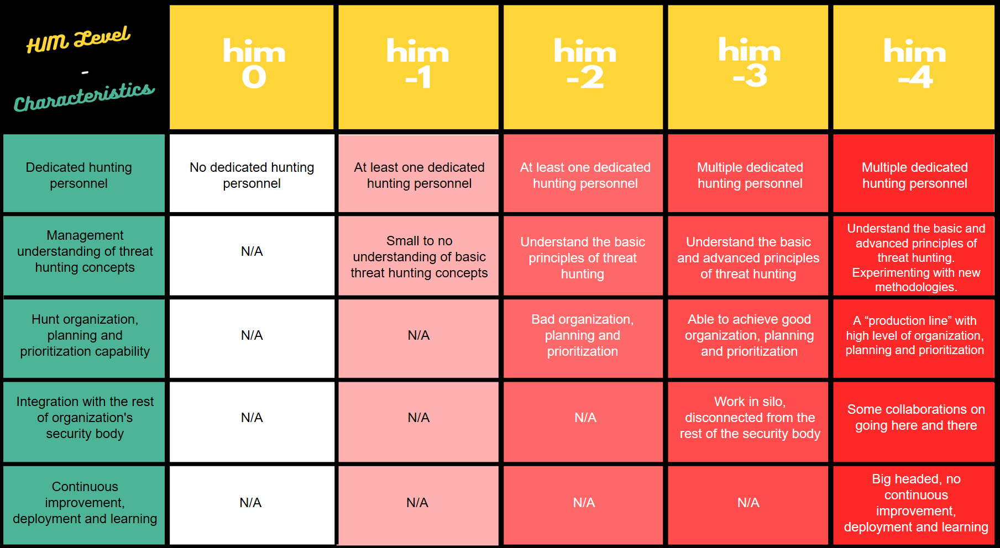 HIM Level
-
Characteristics
him
0
him
-1
him
-2
him
-3
him
-4
Dedicated hunting
personnel
No dedicated hunting
personnel
At least one dedicated
hunting personnel
At least one dedicated
hunting personnel
Multiple dedicated
hunting personnel
Multiple dedicated
hunting personnel
Management
understanding of threat
hunting concepts
N/A
Small to no
understanding of basic
threat hunting concepts
Understand the basic
principles of threat
hunting
Understand the basic
and advanced principles
of threat hunting
Understand the basic and
advanced principles of
threat hunting.
Experimenting with new
methodologies.
Hunt organization,
planning and
prioritization capability
N/A
N/A
Bad organization,
planning and
prioritization
Able to achieve good
organization, planning
and prioritization
A “production line” with
high level of organization,
planning and prioritization
Integration with the rest
of organization's
security body
N/A
N/A
N/A
Work in silo,
disconnected from the
rest of the security body
Some collaborations on
going here and there
Continuous
improvement,
deployment and learning
N/A
N/A
N/A
N/A
Big headed, no
continuous
improvement,
deployment and learning